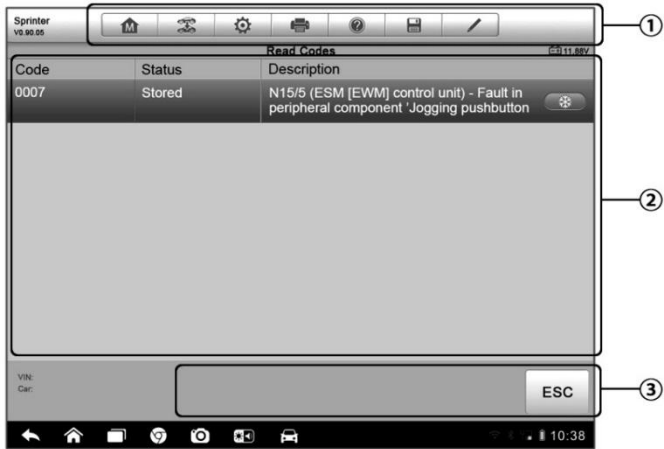 Sprinter
V0.90.05
M
Read Codes
11.88V
Code Status Description
0007 Stored N15/5 (ESM [EWM] control unit) - Fault in
peripheral component 'Jogging pushbutton
VIN:
Car:
ESC
10:38
①
②
③